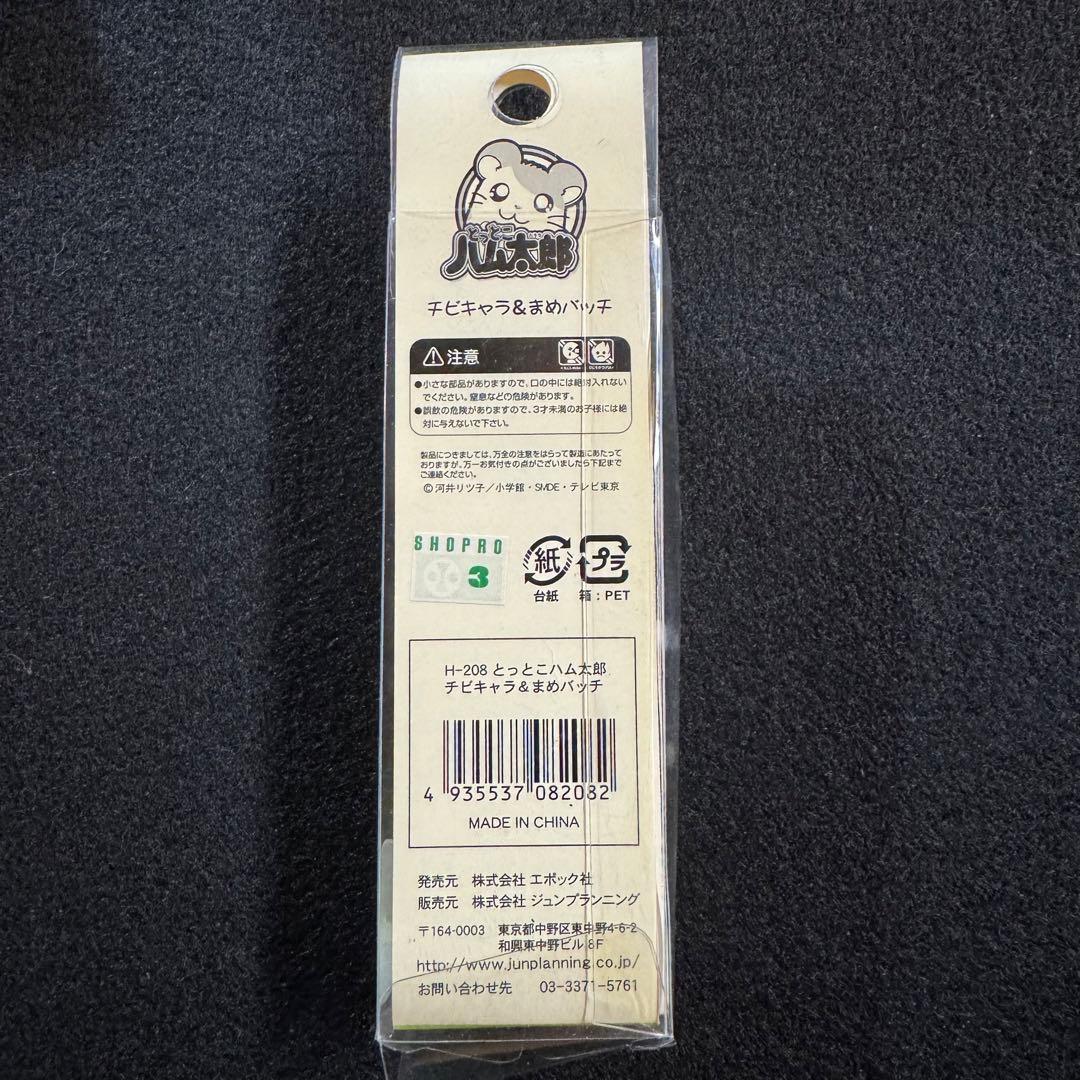 とっとこ
ハム太郎
チビキャラ&まめバッチ
注意
●小さな部品がありますので、口の中には絶対入れない
でください。窒息などの危険があります。
●誤飲の危険がありますので、3才未満のお子様には絶
対に与えないで下さい。
製品につきましては、万全の注意をはらって製造にあたって
おりますが、万一お気付きの点がございましたら下記まで
ご連絡ください。
©河井リツ子/小学館・SMDE・テレビ東京
SHOPRO
3
紙 プラ
台紙 箱:PET
H-208 とっとこハム太郎
チビキャラ&まめバッチ
4 935537 082082
MADE IN CHINA
発売元 株式会社 エポック社
販売元 株式会社 ジュンプランニング
〒164-0003 東京都中野区東中野4-6-2
和興東中野ビル 8F
http://www.junplanning.co.jp/
お問い合わせ先 03-3371-5761